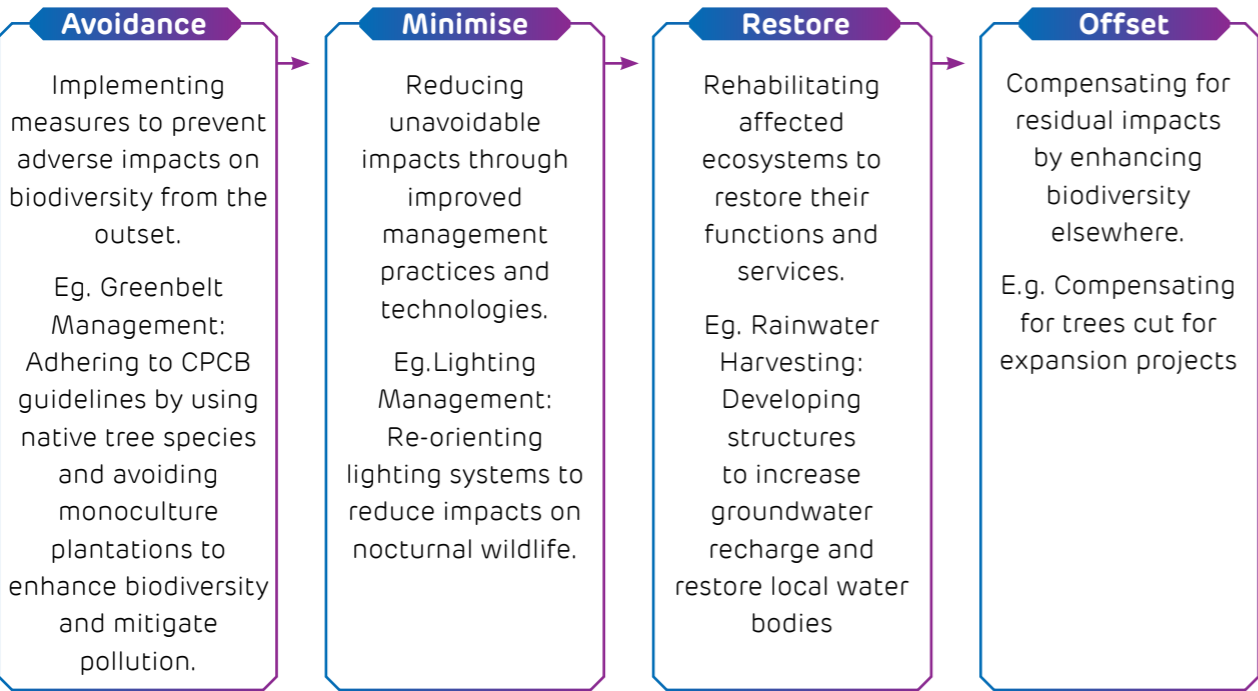 Avoidance
Implementing
measures to prevent
adverse impacts on
biodiversity from the
outset.
Eg. Greenbelt
Management:
Adhering to CPCB
guidelines by using
native tree species
and avoiding
monoculture
plantations to
enhance biodiversity
and mitigate
pollution.
Minimise
Reducing
unavoidable
impacts through
improved
management
practices and
technologies.
Eg.Lighting
Management:
Re-orienting
lighting systems to
reduce impacts on
nocturnal wildlife.
Restore
Rehabilitating
affected
ecosystems to
restore their
functions and
services.
Eg. Rainwater
Harvesting:
Developing
structures
to increase
groundwater
recharge and
restore local water
bodies
Offset
Compensating for
residual impacts
by enhancing
biodiversity
elsewhere.
E.g. Compensating
for trees cut for
expansion projects